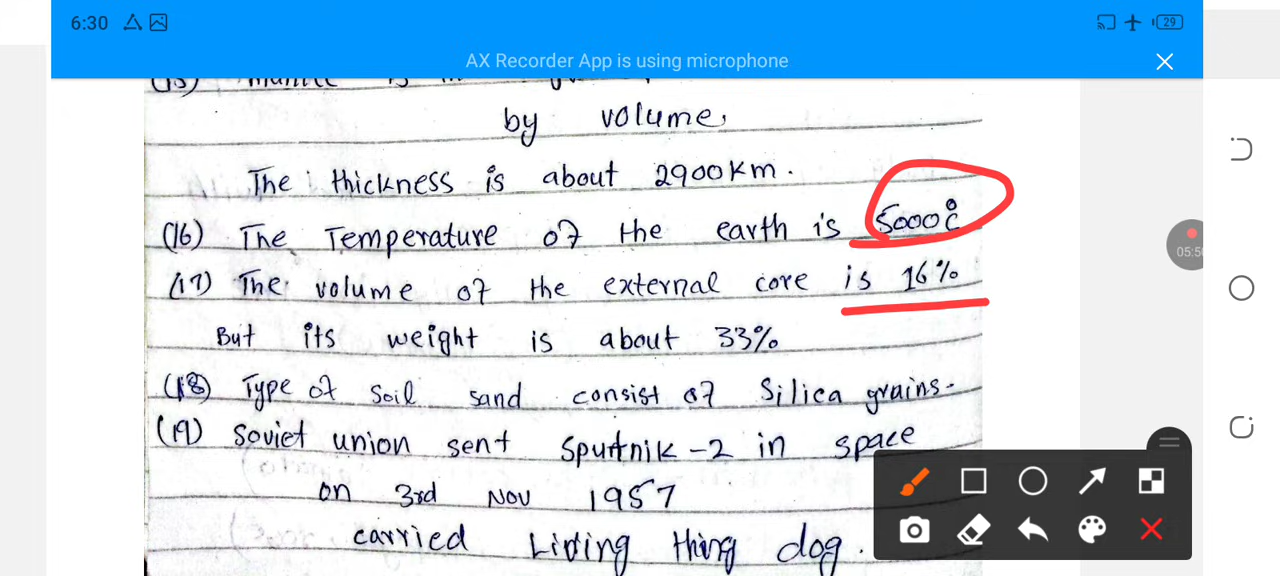 6:30
29
AX Recorder App is using microphone
by volume.
The thickness is about 2900km.
(16) The Temperature of the earth is 5000°c
(17) The volume of the external core is 16%
But its weight is about 33%
(18) Type of soil sand consist of Silica grains.
(19) Soviet union sent Sputnik-2 in space
on 3rd Nov 1957
carried Living thing dog.